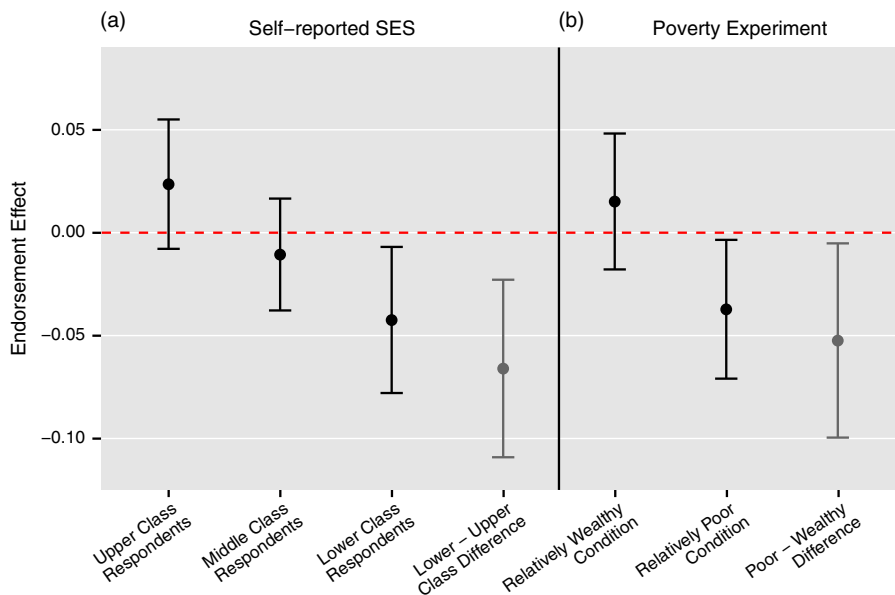 (a)
Self−reported SES
(b)
Poverty Experiment
Endorsement Effect
0.05
0.00
−0.05
−0.10
Upper Class
Respondents
Middle Class
Respondents
Lower Class
Respondents
Lower − Upper
Class Difference
Relatively Wealthy
Condition
Relatively Poor
Condition
Poor − Wealthy
Difference